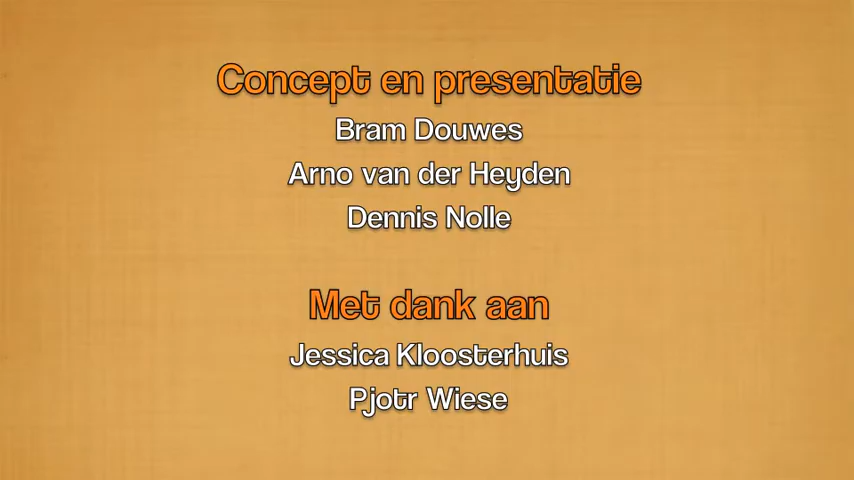 Concept en presentatie
Bram Douwes
Arno van der Heyden
Dennis Nolle
Met dank aan
Jessica Kloosterhuis
Pjotr Wiese